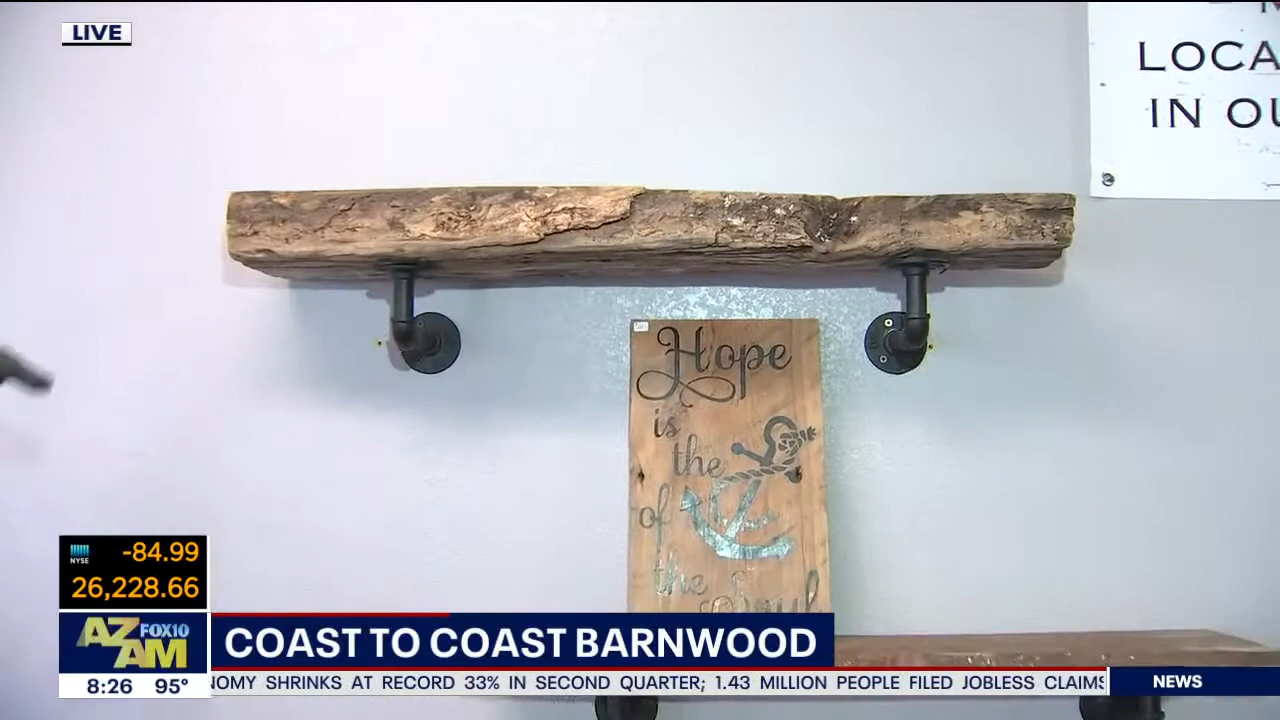 LIVE
LOCA
IN OU
Hope
is
the
of
the
Soul
NYSE
-84.99
26,228.66
AZAM
FOX10
COAST TO COAST BARNWOOD
8:26 95°
NOMY SHRINKS AT RECORD 33% IN SECOND QUARTER; 1.43 MILLION PEOPLE FILED JOBLESS CLAIMS
NEWS